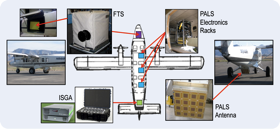 FTS
PALS
Electronics
Racks
ISGA
PALS
Antenna